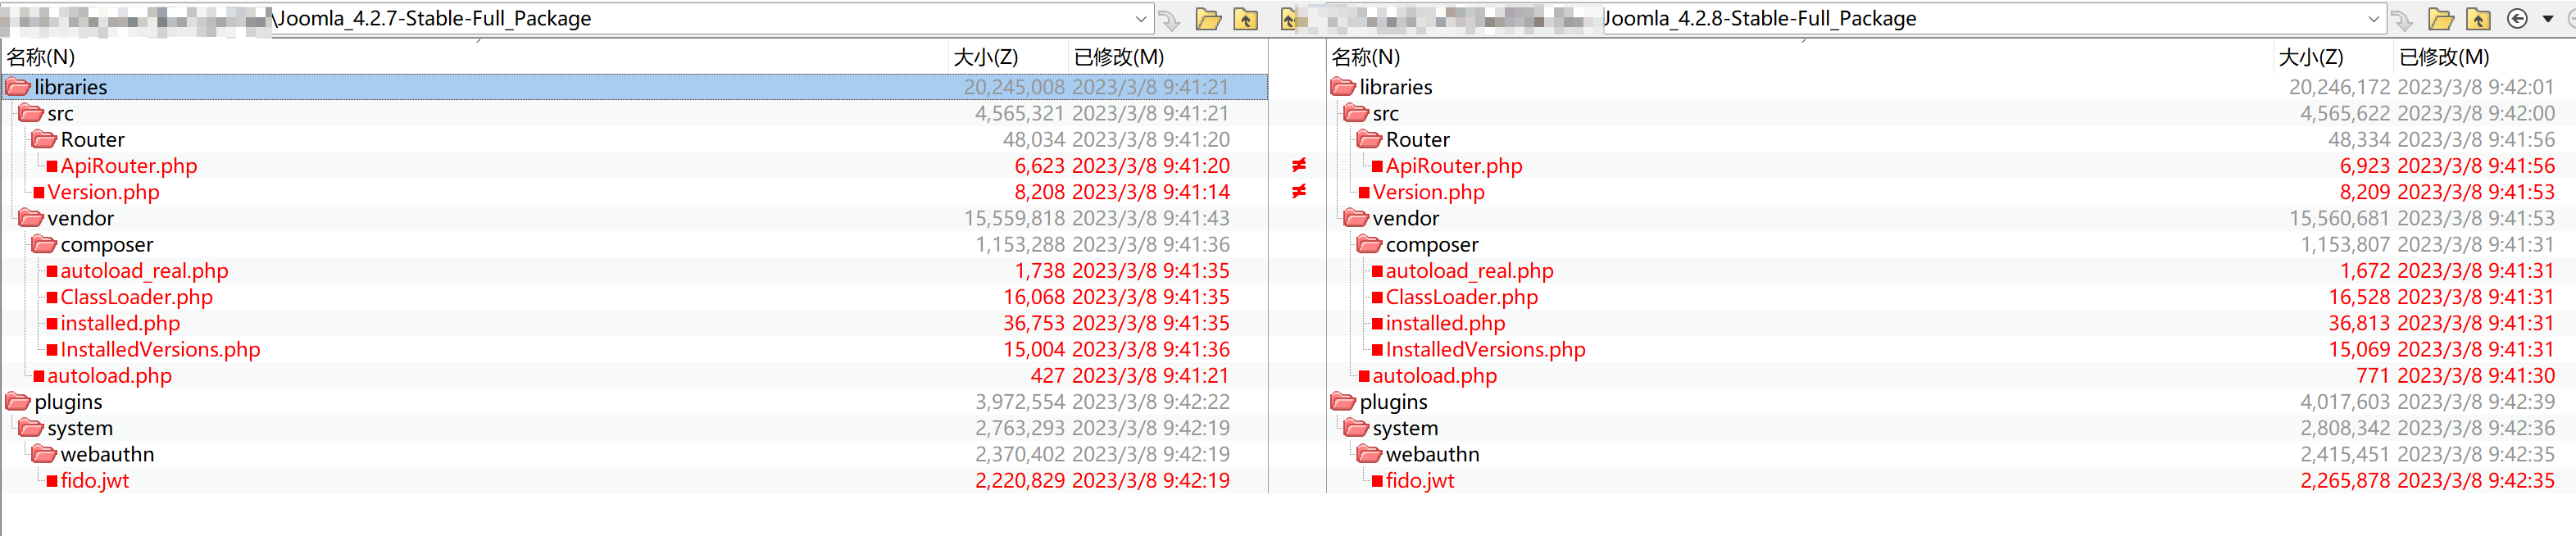 \Joomla_4.2.7-Stable-Full_Package Joomla_4.2.8-Stable-Full_Package
名称(N) 大小(Z) 已修改(M) 名称(N) 大小(Z) 已修改(M)
libraries 20,245,008 2023/3/8 9:41:21 libraries 20,246,172 2023/3/8 9:42:01
src 4,565,321 2023/3/8 9:41:21 src 4,565,622 2023/3/8 9:42:00
Router 48,034 2023/3/8 9:41:20 Router 48,334 2023/3/8 9:41:56
ApiRouter.php 6,623 2023/3/8 9:41:20 ≠ ApiRouter.php 6,923 2023/3/8 9:41:56
Version.php 8,208 2023/3/8 9:41:14 ≠ Version.php 8,209 2023/3/8 9:41:53
vendor 15,559,818 2023/3/8 9:41:43 vendor 15,560,681 2023/3/8 9:41:53
composer 1,153,288 2023/3/8 9:41:36 composer 1,153,807 2023/3/8 9:41:31
autoload_real.php 1,738 2023/3/8 9:41:35 autoload_real.php 1,672 2023/3/8 9:41:31
ClassLoader.php 16,068 2023/3/8 9:41:35 ClassLoader.php 16,528 2023/3/8 9:41:31
installed.php 36,753 2023/3/8 9:41:35 installed.php 36,813 2023/3/8 9:41:31
InstalledVersions.php 15,004 2023/3/8 9:41:36 InstalledVersions.php 15,069 2023/3/8 9:41:31
autoload.php 427 2023/3/8 9:41:21 autoload.php 771 2023/3/8 9:41:30
plugins 3,972,554 2023/3/8 9:42:22 plugins 4,017,603 2023/3/8 9:42:39
system 2,763,293 2023/3/8 9:42:19 system 2,808,342 2023/3/8 9:42:36
webauthn 2,370,402 2023/3/8 9:42:19 webauthn 2,415,451 2023/3/8 9:42:35
fido.jwt 2,220,829 2023/3/8 9:42:19 fido.jwt 2,265,878 2023/3/8 9:42:35